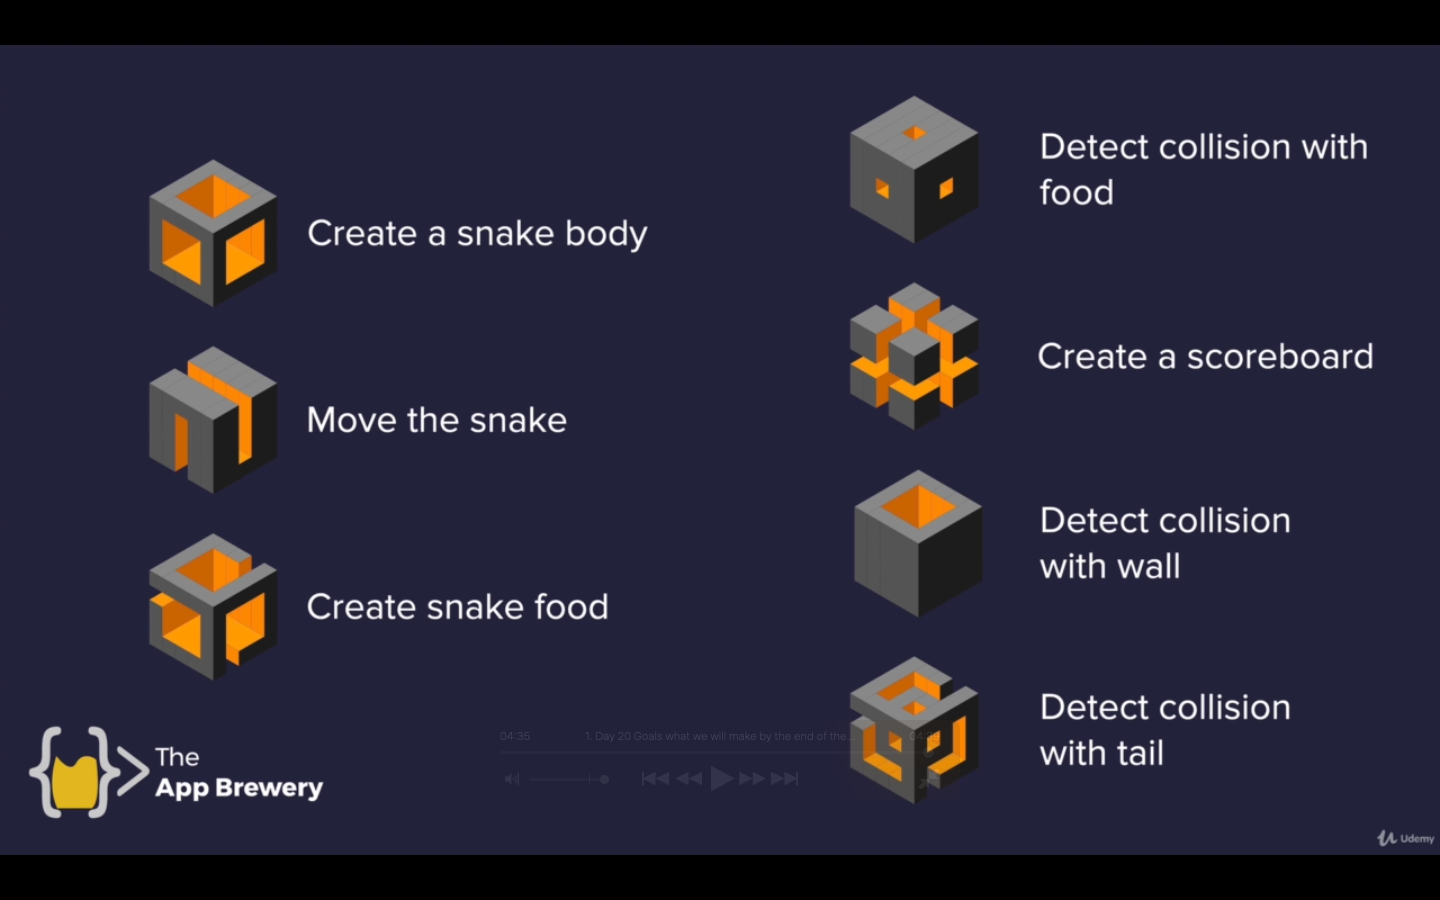 Create a snake body
Move the snake
Create snake food
Detect collision with
food
Create a scoreboard
Detect collision
with wall
Detect collision
with tail
The
App Brewery
04:35
1. Day 20 Goals what we will make by the end of the...
Udemy